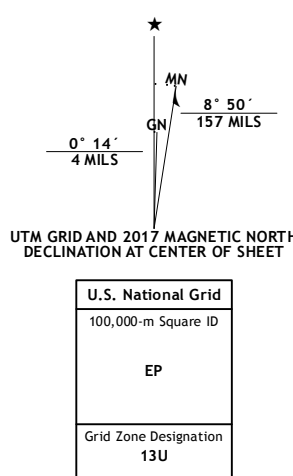 ★
MN
GN
8° 50´
157 MILS
0° 14´
4 MILS
UTM GRID AND 2017 MAGNETIC NORTH
DECLINATION AT CENTER OF SHEET
U.S. National Grid
100,000-m Square ID
EP
Grid Zone Designation
13U